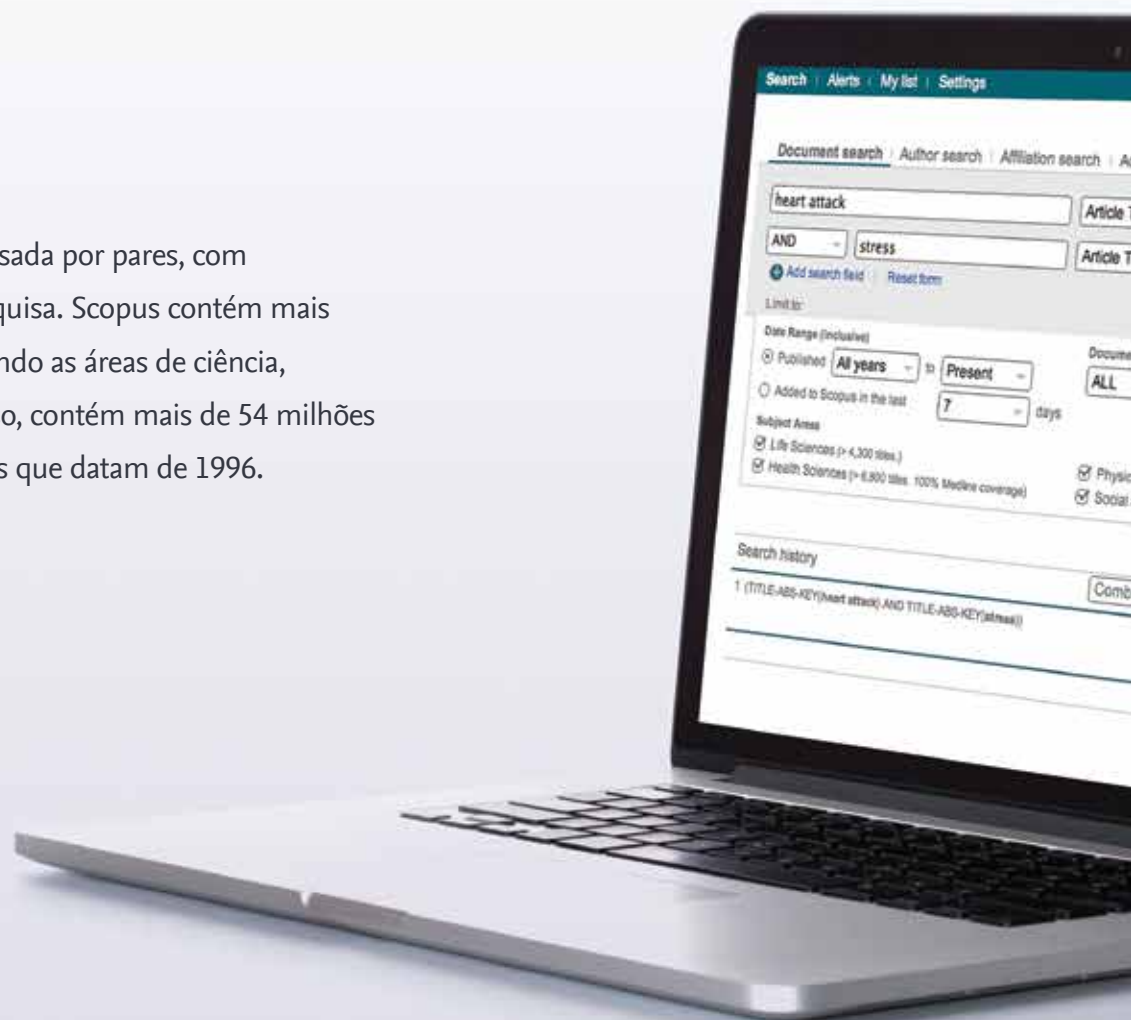 sada por pares, com
quisa. Scopus contém mais
ndo as áreas de ciência,
o, contém mais de 54 milhões
s que datam de 1996.
Search | Alerts | My list | Settings
Document search | Author search | Affiliation search | A
heart attack
Article T
AND
stress
Article T
Add search field | Reset form
Limit to:
Date Range (inclusive)
Published All years to Present
Docume
ALL
Added to Scopus in the last 7 days
Subject Areas
Life Sciences (> 4,300 titles.)
Physic
Health Sciences (> 6,800 titles. 100% Medline coverage)
Social
Search history
Comb
1 (TITLE-ABS-KEY(heart attack) AND TITLE-ABS-KEY(stress))